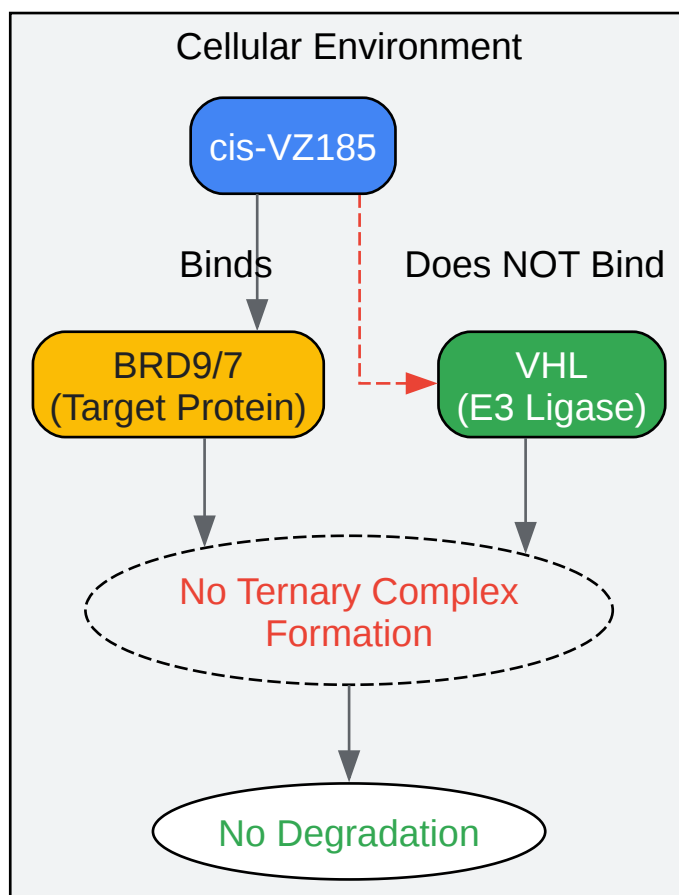 Cellular Environment
cis-VZ185
Binds
Does NOT Bind
BRD9/7
(Target Protein)
VHL
(E3 Ligase)
No Ternary Complex
Formation
No Degradation